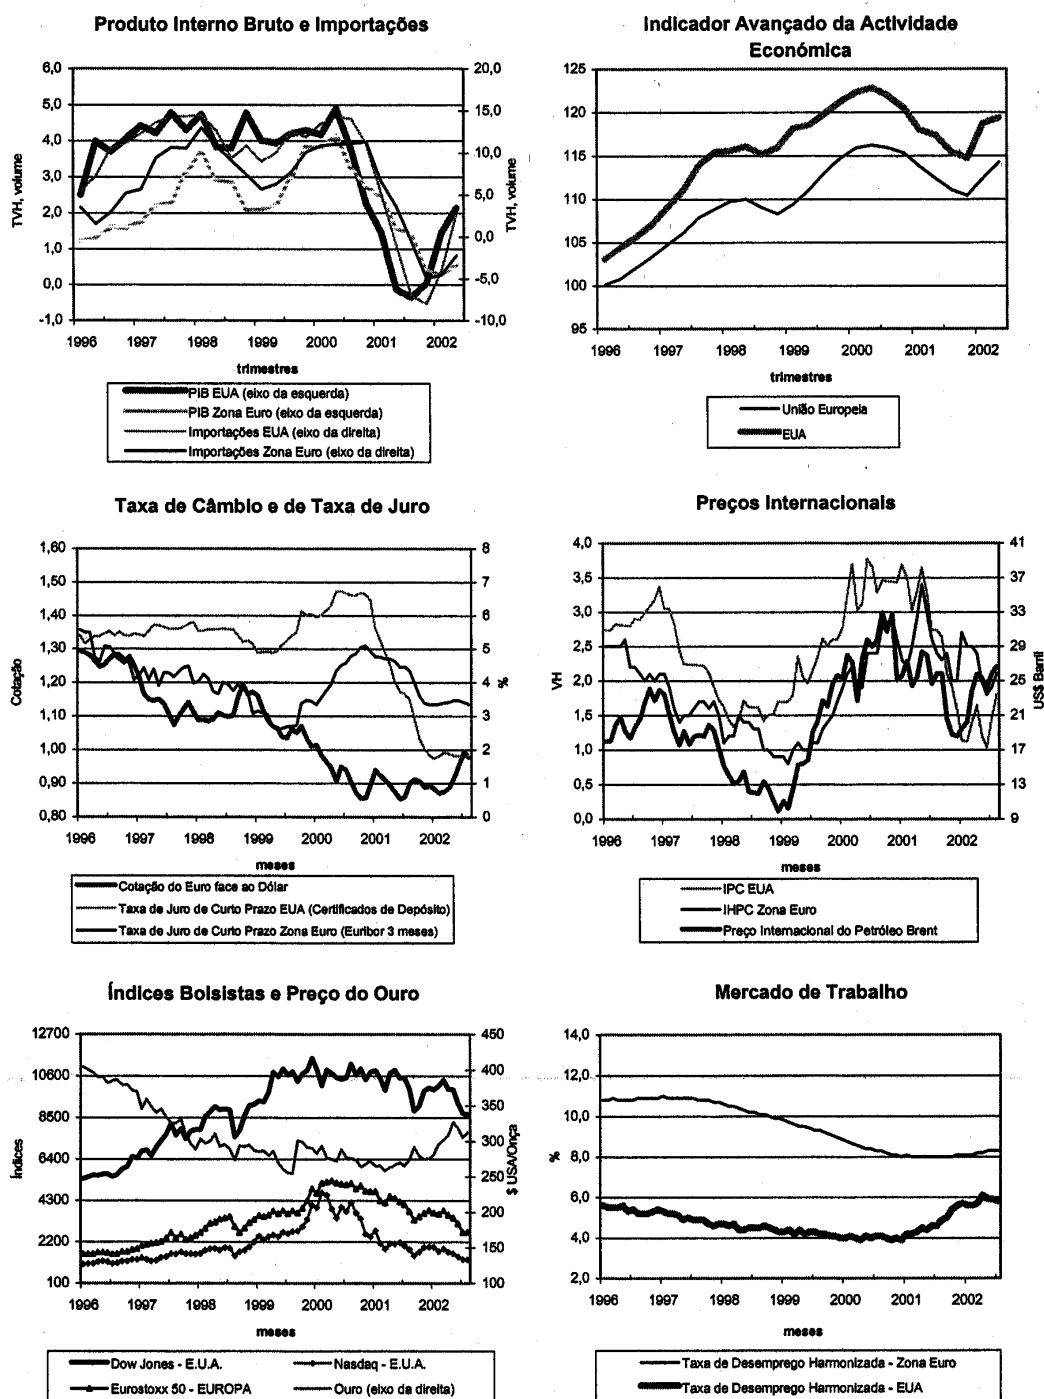 Produto Interno Bruto e Importações
TVH, volume
6,0
5,0
4,0
3,0
2,0
1,0
0,0
-1,0
20,0
15,0
10,0
5,0
0,0
-5,0
-10,0
TVH, volume
1996 1997 1998 1999 2000 2001 2002
trimestres
PIB EUA (eixo da esquerda)
PIB Zona Euro (eixo da esquerda)
Importações EUA (eixo da direita)
Importações Zona Euro (eixo da direita)
Indicador Avançado da Actividade
Económica
125
120
115
110
105
100
95
1996 1997 1998 1999 2000 2001 2002
trimestres
União Europeia
EUA
Taxa de Câmbio e de Taxa de Juro
Cotação
1,60
1,50
1,40
1,30
1,20
1,10
1,00
0,90
0,80
8
7
6
5
4
3
2
1
0
%
1996 1997 1998 1999 2000 2001 2002
meses
Cotação do Euro face ao Dólar
Taxa de Juro de Curto Prazo EUA (Certificados de Depósito)
Taxa de Juro de Curto Prazo Zona Euro (Euribor 3 meses)
Preços Internacionais
VH
4,0
3,5
3,0
2,5
2,0
1,5
1,0
0,5
0,0
41
37
33
29
25
21
17
13
9
US$ Barril
1996 1997 1998 1999 2000 2001 2002
meses
IPC EUA
IHPC Zona Euro
Preço Internacional do Petróleo Brent
Índices Bolsistas e Preço do Ouro
Índices
12700
10600
8500
6400
4300
2200
100
450
400
350
300
250
200
150
100
$ USA/Onça
1996 1997 1998 1999 2000 2001 2002
meses
Dow Jones - E.U.A. Nasdaq - E.U.A.
Eurostoxx 50 - EUROPA Ouro (eixo da direita)
Mercado de Trabalho
%
14,0
12,0
10,0
8,0
6,0
4,0
2,0
1996 1997 1998 1999 2000 2001 2002
meses
Taxa de Desemprego Harmonizada - Zona Euro
Taxa de Desemprego Harmonizada - EUA